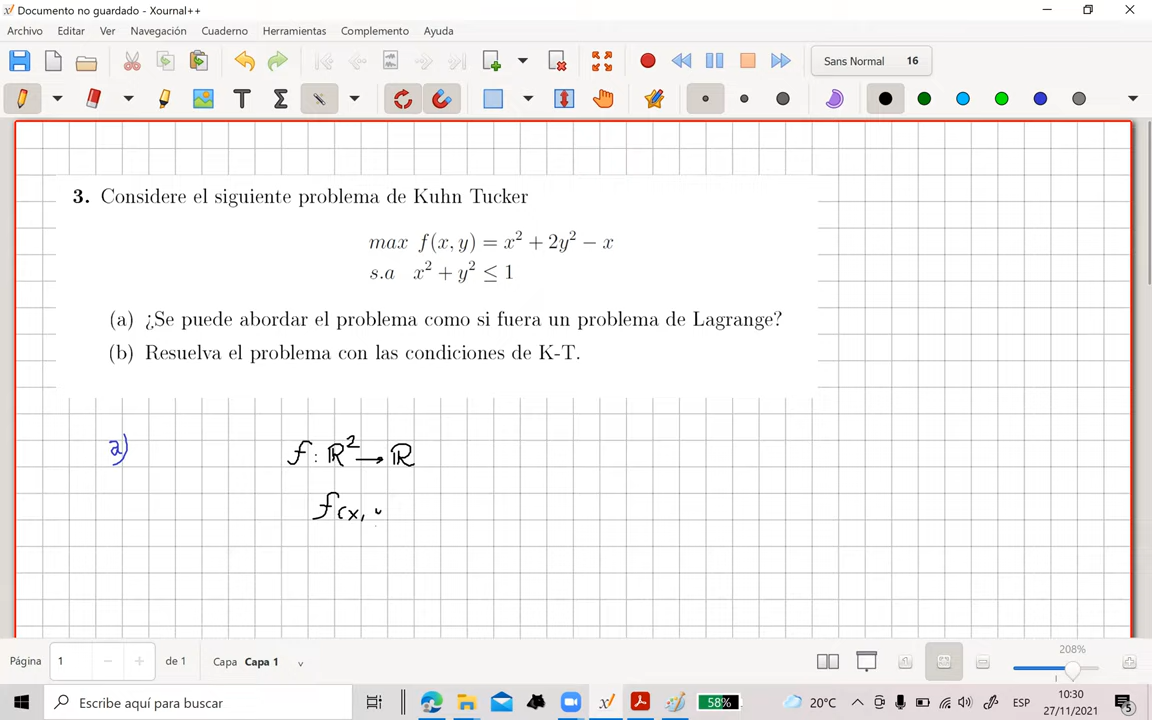 Documento no guardado - Xournal++
Archivo Editar Ver Navegación Cuaderno Herramientas Complemento Ayuda
Sans Normal 16
3. Considere el siguiente problema de Kuhn Tucker
max f(x, y) = x² + 2y² − x
s.a x² + y² ≤ 1
(a) ¿Se puede abordar el problema como si fuera un problema de Lagrange?
(b) Resuelva el problema con las condiciones de K-T.
a) f: ℝ² → ℝ
f(x,
Página 1 de 1 Capa Capa 1 208%
Escribe aquí para buscar 58% 20°C ESP 10:30
27/11/2021 5